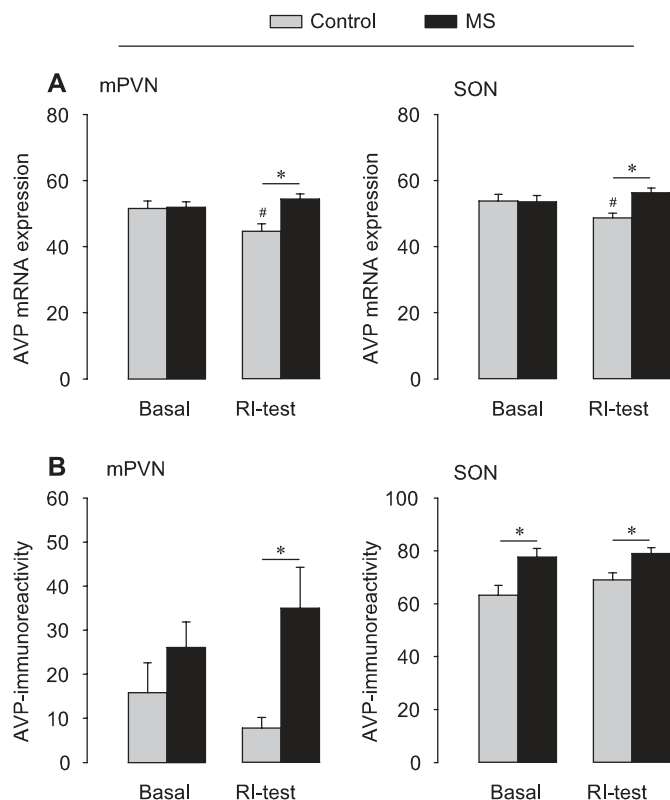 Control MS
A mPVN SON
80 80
* *
60 60
# #
40 40
20 20
0 0
AVP mRNA expression AVP mRNA expression
Basal RI-test Basal RI-test
B mPVN SON
60 100
50 * * *
80
40
60
30
40
20
10 20
0 0
AVP-immunoreactivity AVP-immunoreactivity
Basal RI-test Basal RI-test